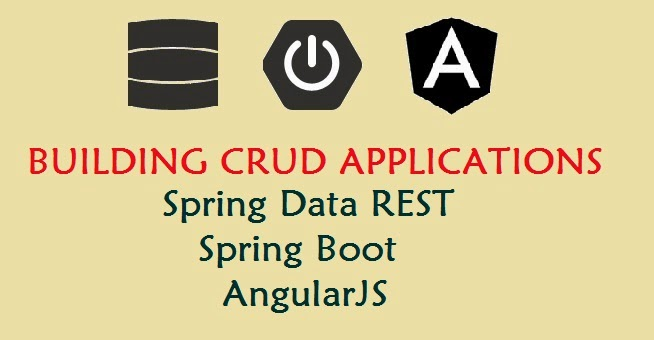 A
BUILDING CRUD APPLICATIONS
Spring Data REST
Spring Boot
AngularJS